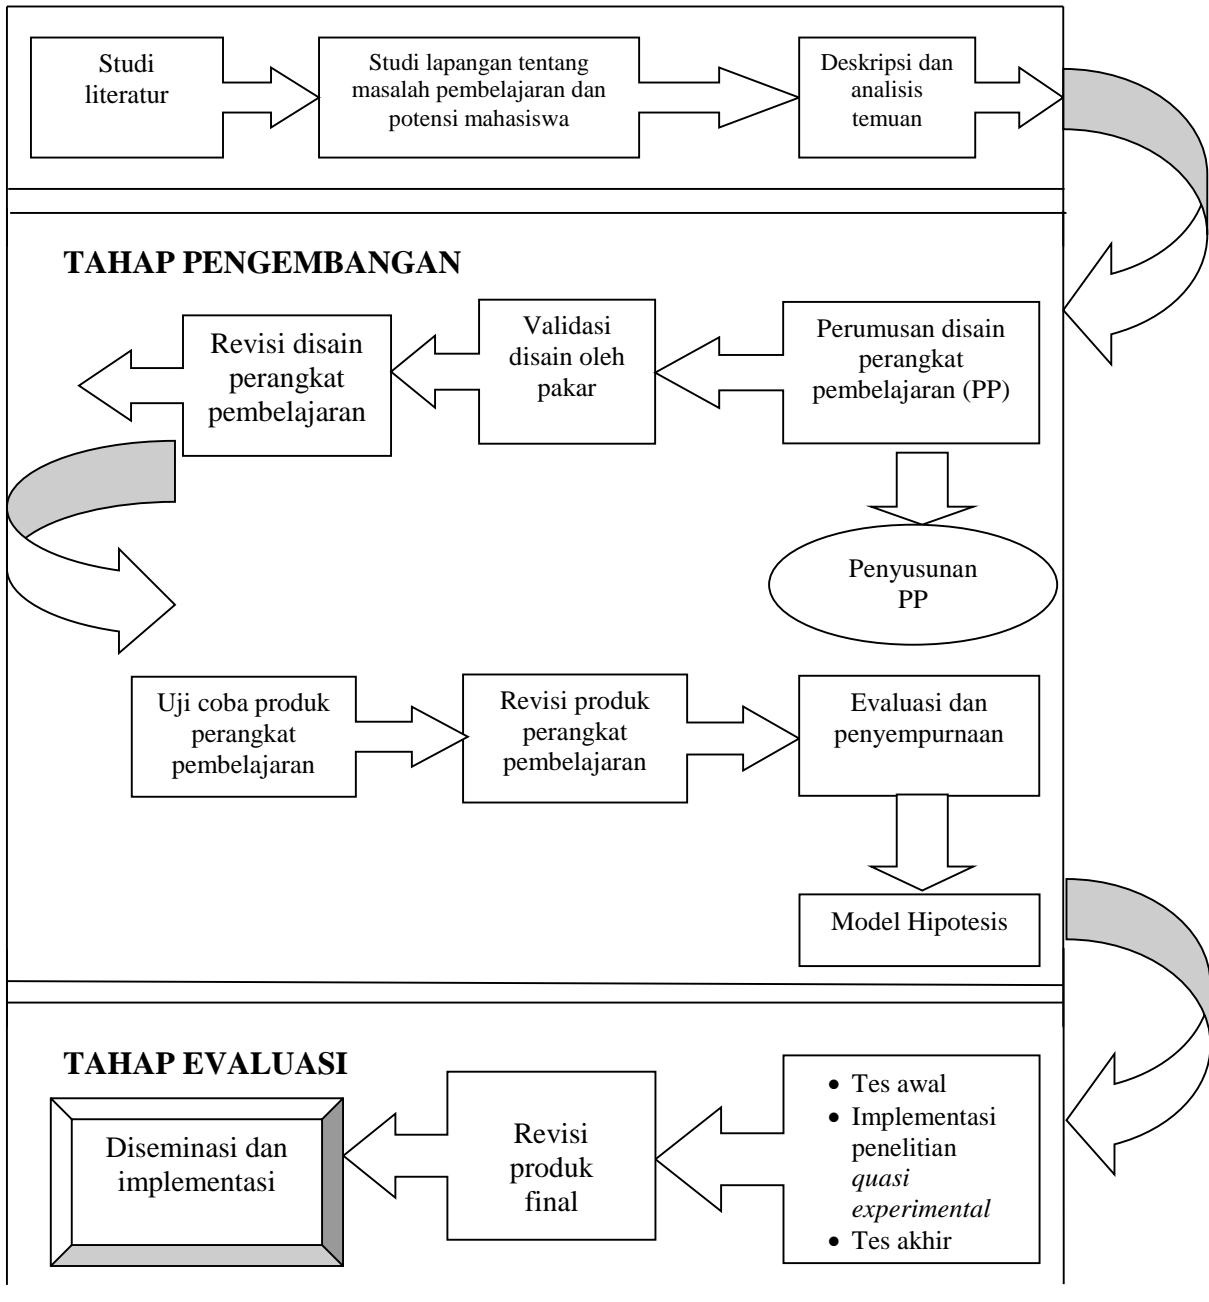 Studi
literatur
Studi lapangan tentang
masalah pembelajaran dan
potensi mahasiswa
Deskripsi dan
analisis
temuan
TAHAP PENGEMBANGAN
Perumusan disain
perangkat
pembelajaran (PP)
Validasi
disain oleh
pakar
Revisi disain
perangkat
pembelajaran
Penyusunan
PP
Uji coba produk
perangkat
pembelajaran
Revisi produk
perangkat
pembelajaran
Evaluasi dan
penyempurnaan
Model Hipotesis
TAHAP EVALUASI
• Tes awal
• Implementasi
penelitian
quasi
experimental
• Tes akhir
Revisi
produk
final
Diseminasi dan
implementasi